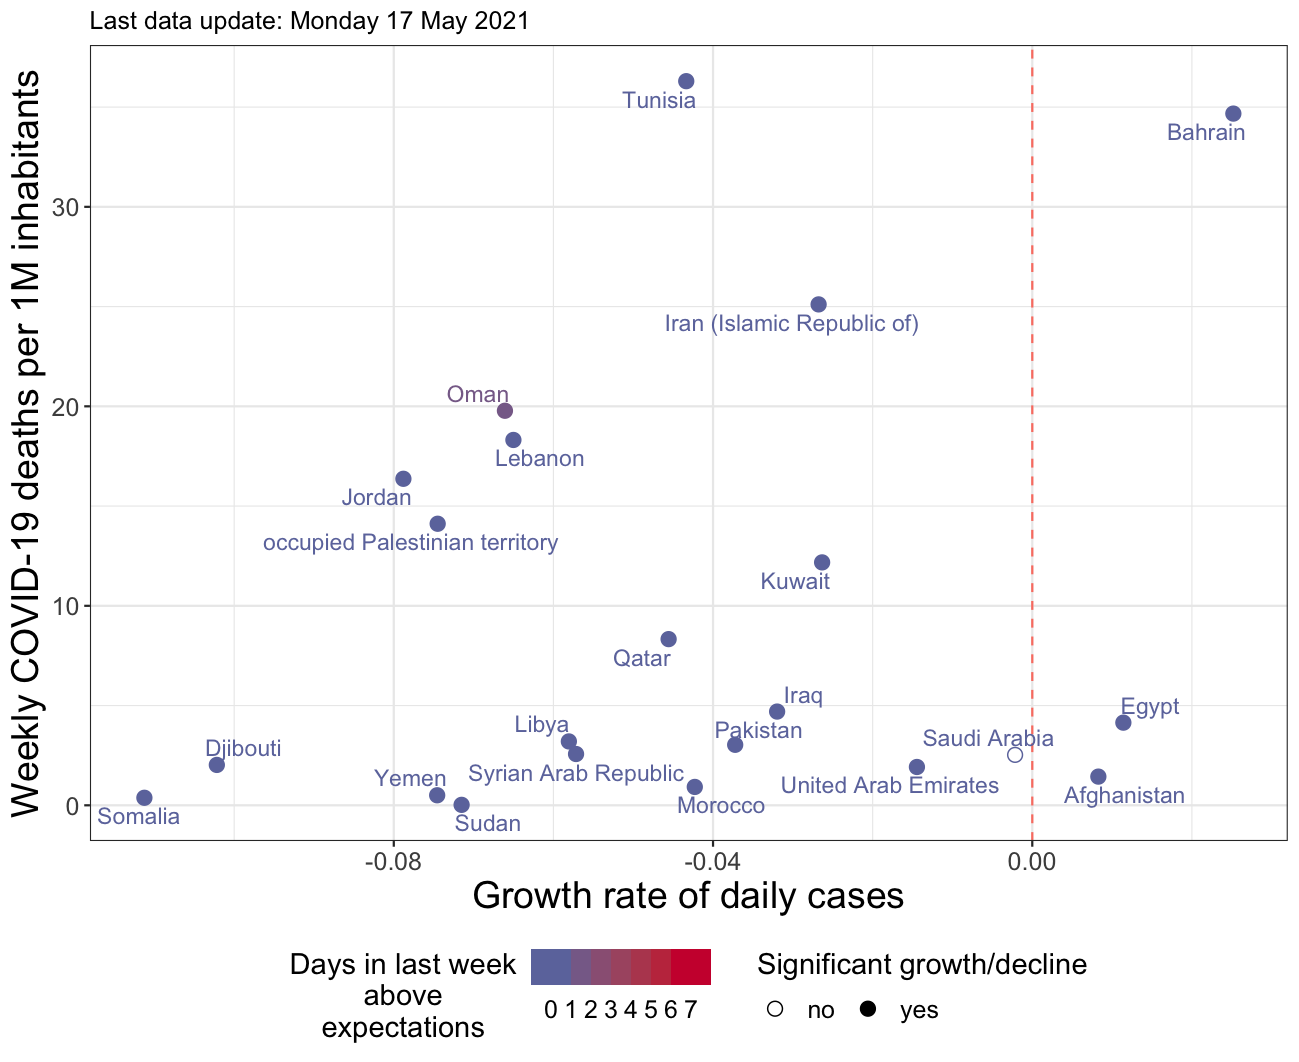 Last data update: Monday 17 May 2021
Weekly COVID-19 deaths per 1M inhabitants
30
20
10
0
Tunisia
Bahrain
Iran (Islamic Republic of)
Oman
Lebanon
Jordan
occupied Palestinian territory
Kuwait
Qatar
Iraq
Egypt
Libya
Pakistan
Saudi Arabia
Djibouti
Yemen
Syrian Arab Republic
United Arab Emirates
Afghanistan
Morocco
Somalia
Sudan
-0.08
-0.04
0.00
Growth rate of daily cases
Days in last week
above
expectations
0 1 2 3 4 5 6 7
Significant growth/decline
no
yes